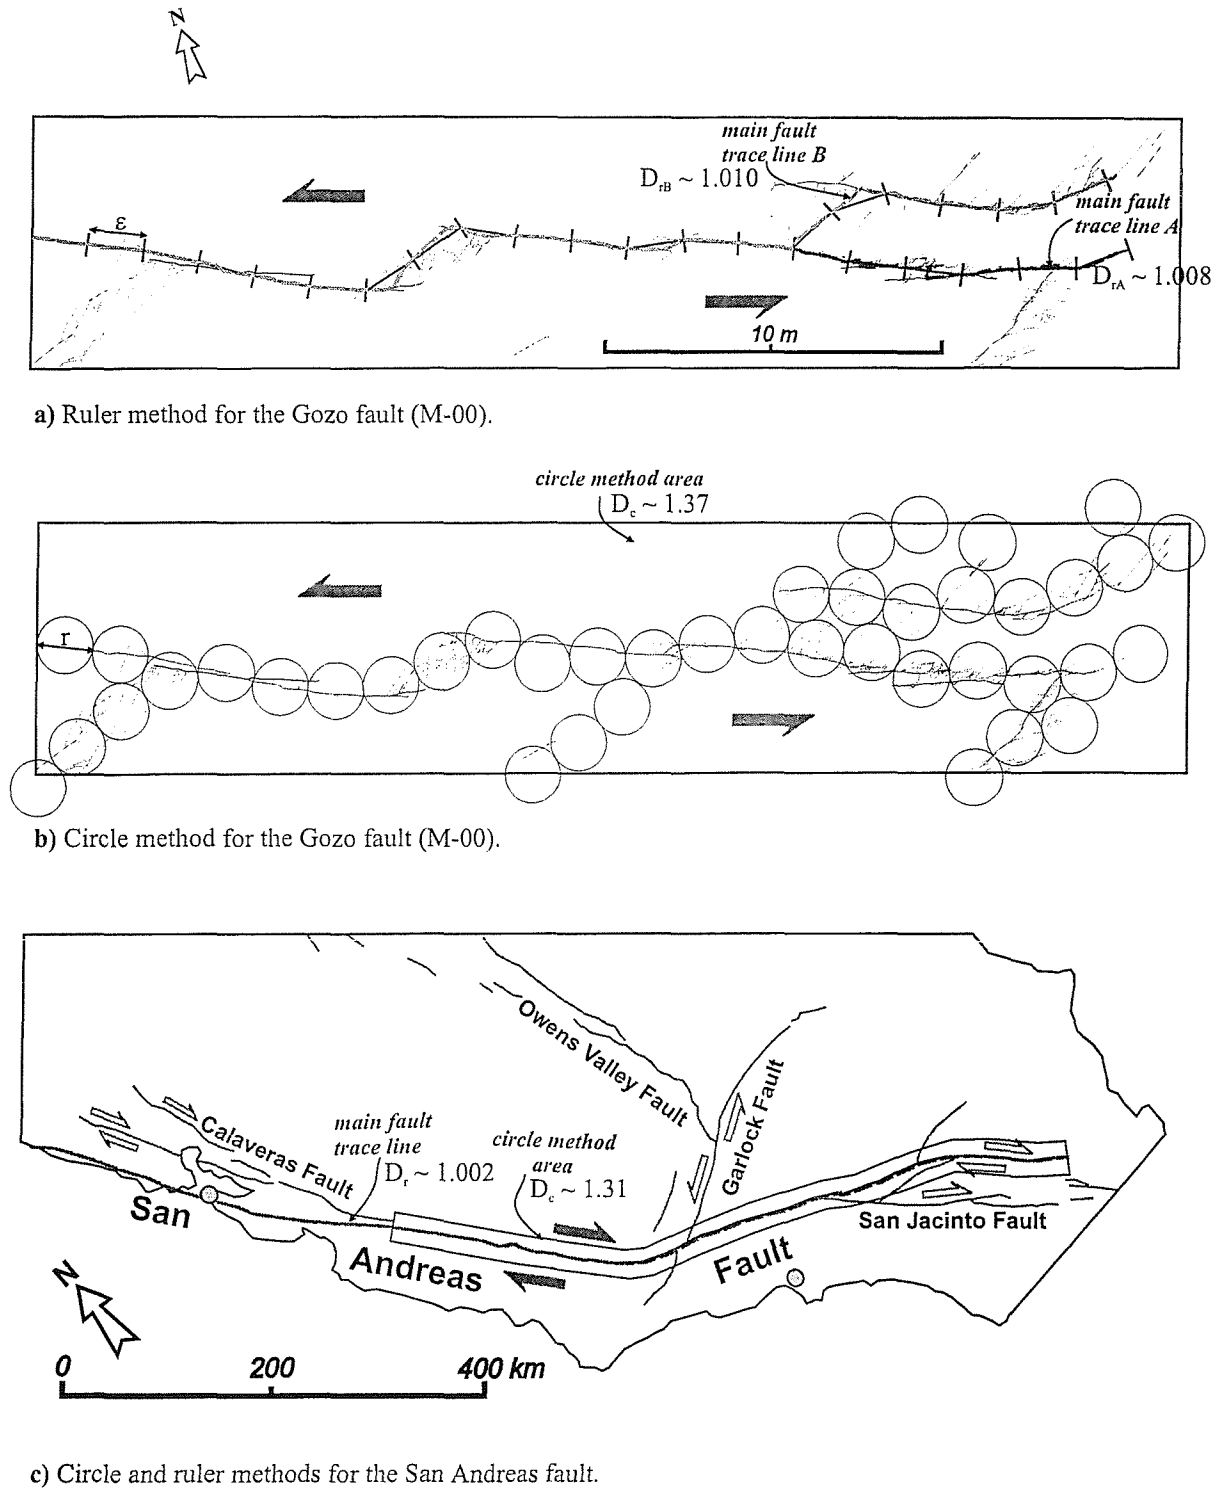 N
main fault
trace line B
D_rB ~ 1.010
main fault
trace line A
ε
D_rA ~ 1.008
10 m
a) Ruler method for the Gozo fault (M-00).
circle method area
D_c ~ 1.37
r
b) Circle method for the Gozo fault (M-00).
Owens Valley Fault
Garlock Fault
Calaveras Fault
main fault
trace line
D_r ~ 1.002
circle method
area
D_c ~ 1.31
San
Andreas
Fault
San Jacinto Fault
N
0 200 400 km
c) Circle and ruler methods for the San Andreas fault.